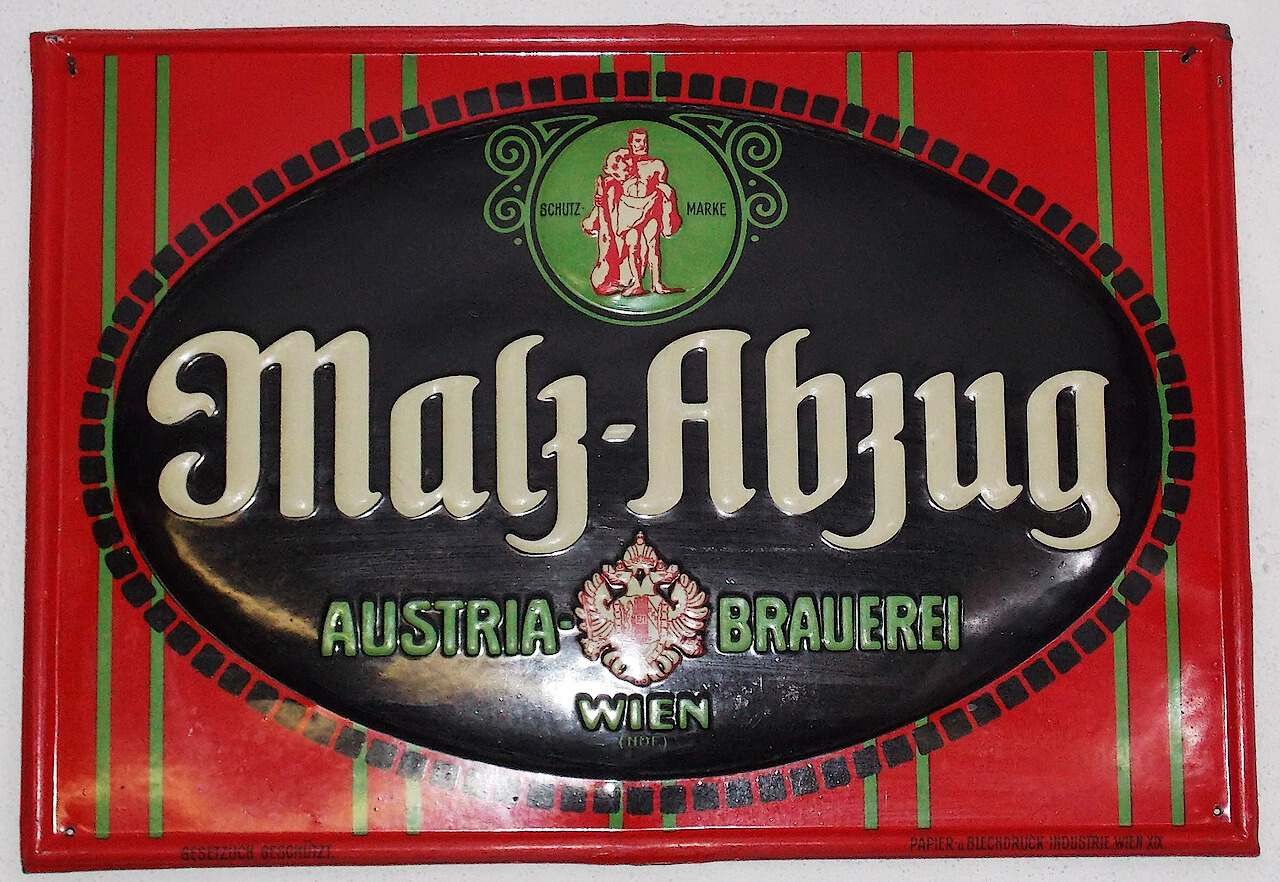 SCHUTZ- MARKE
Malz-Abzug
AUSTRIA- BRAUEREI
WIEN
GESETZLICH GESCHÜTZT.
PAPIER u. BLECHDRUCK INDUSTRIE WIEN XIX